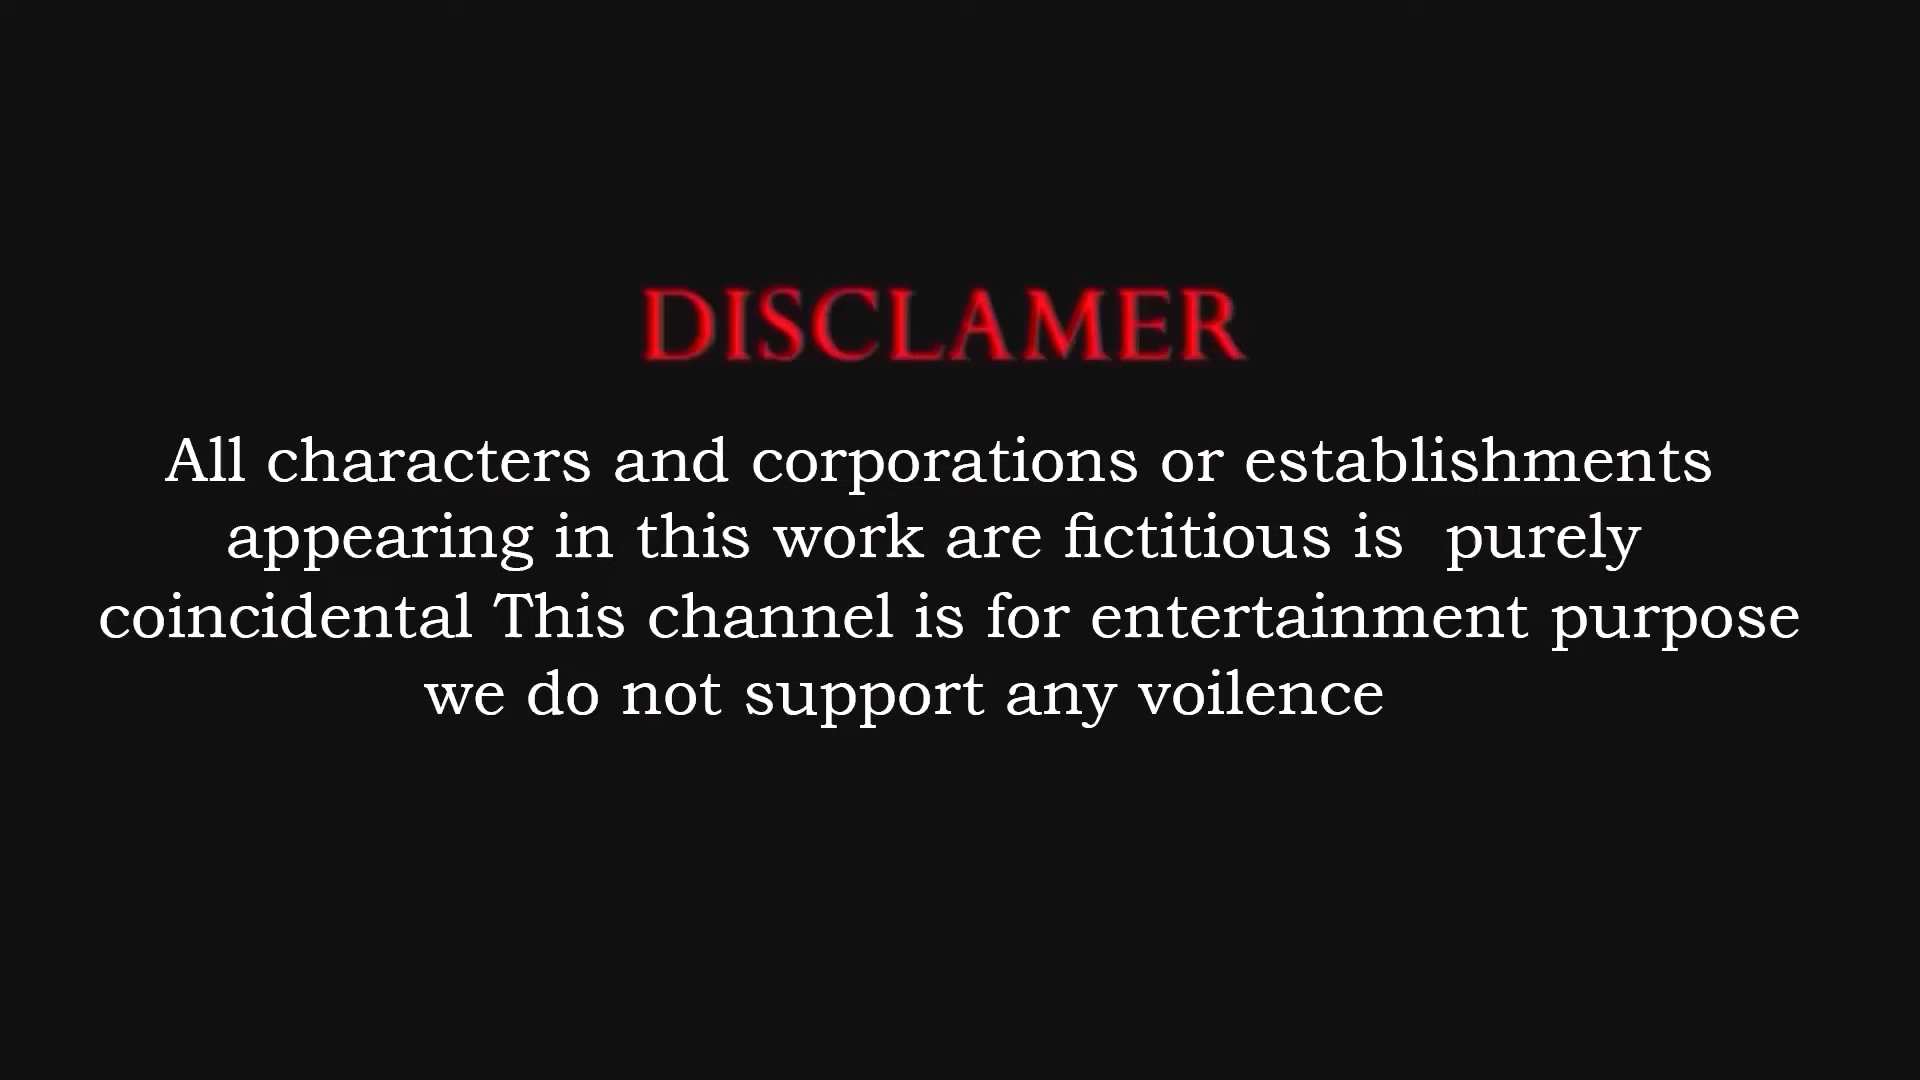 DISCLAMER
All characters and corporations or establishments
appearing in this work are fictitious is  purely
coincidental This channel is for entertainment purpose
we do not support any voilence